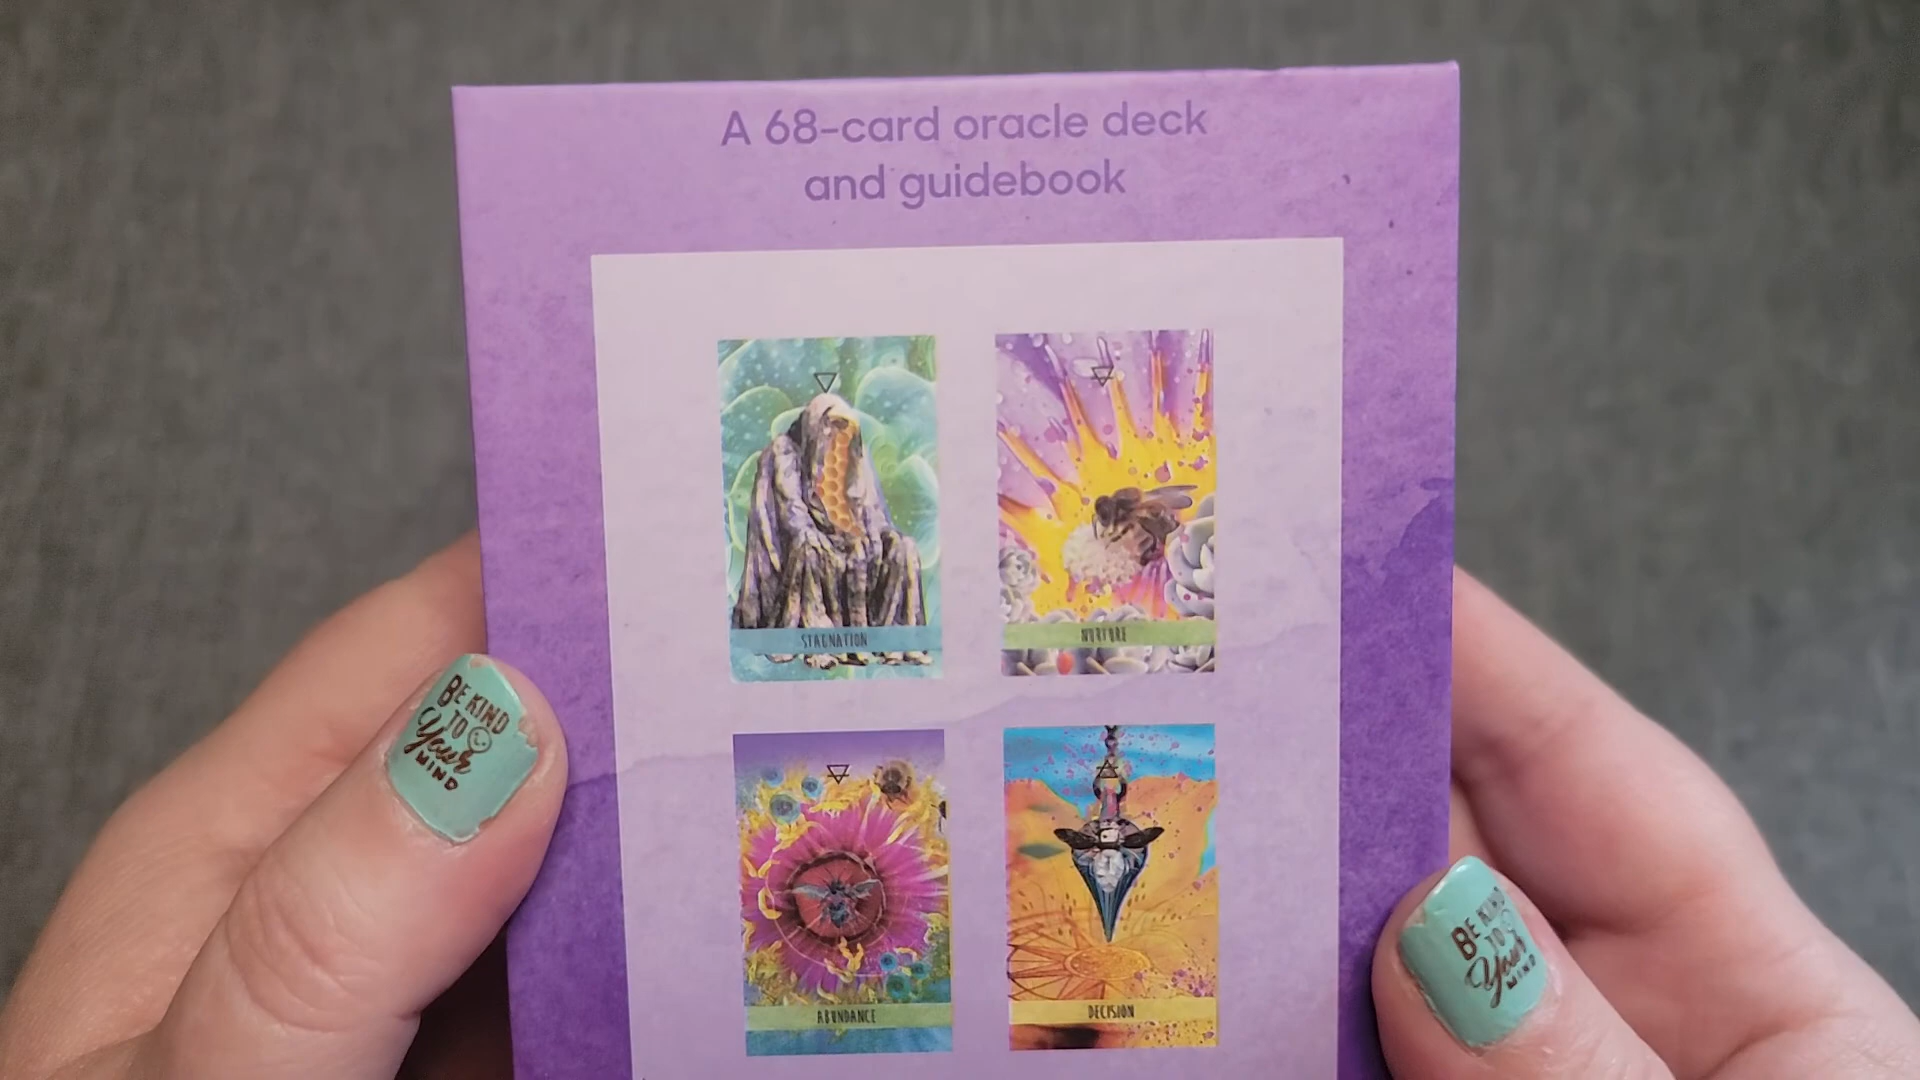 A 68-card oracle deck
and guidebook
STAGNATION
NURTURE
BE KIND
TO
Your
MIND
ABUNDANCE
DECISION
BE KIND
TO
Your
MIND